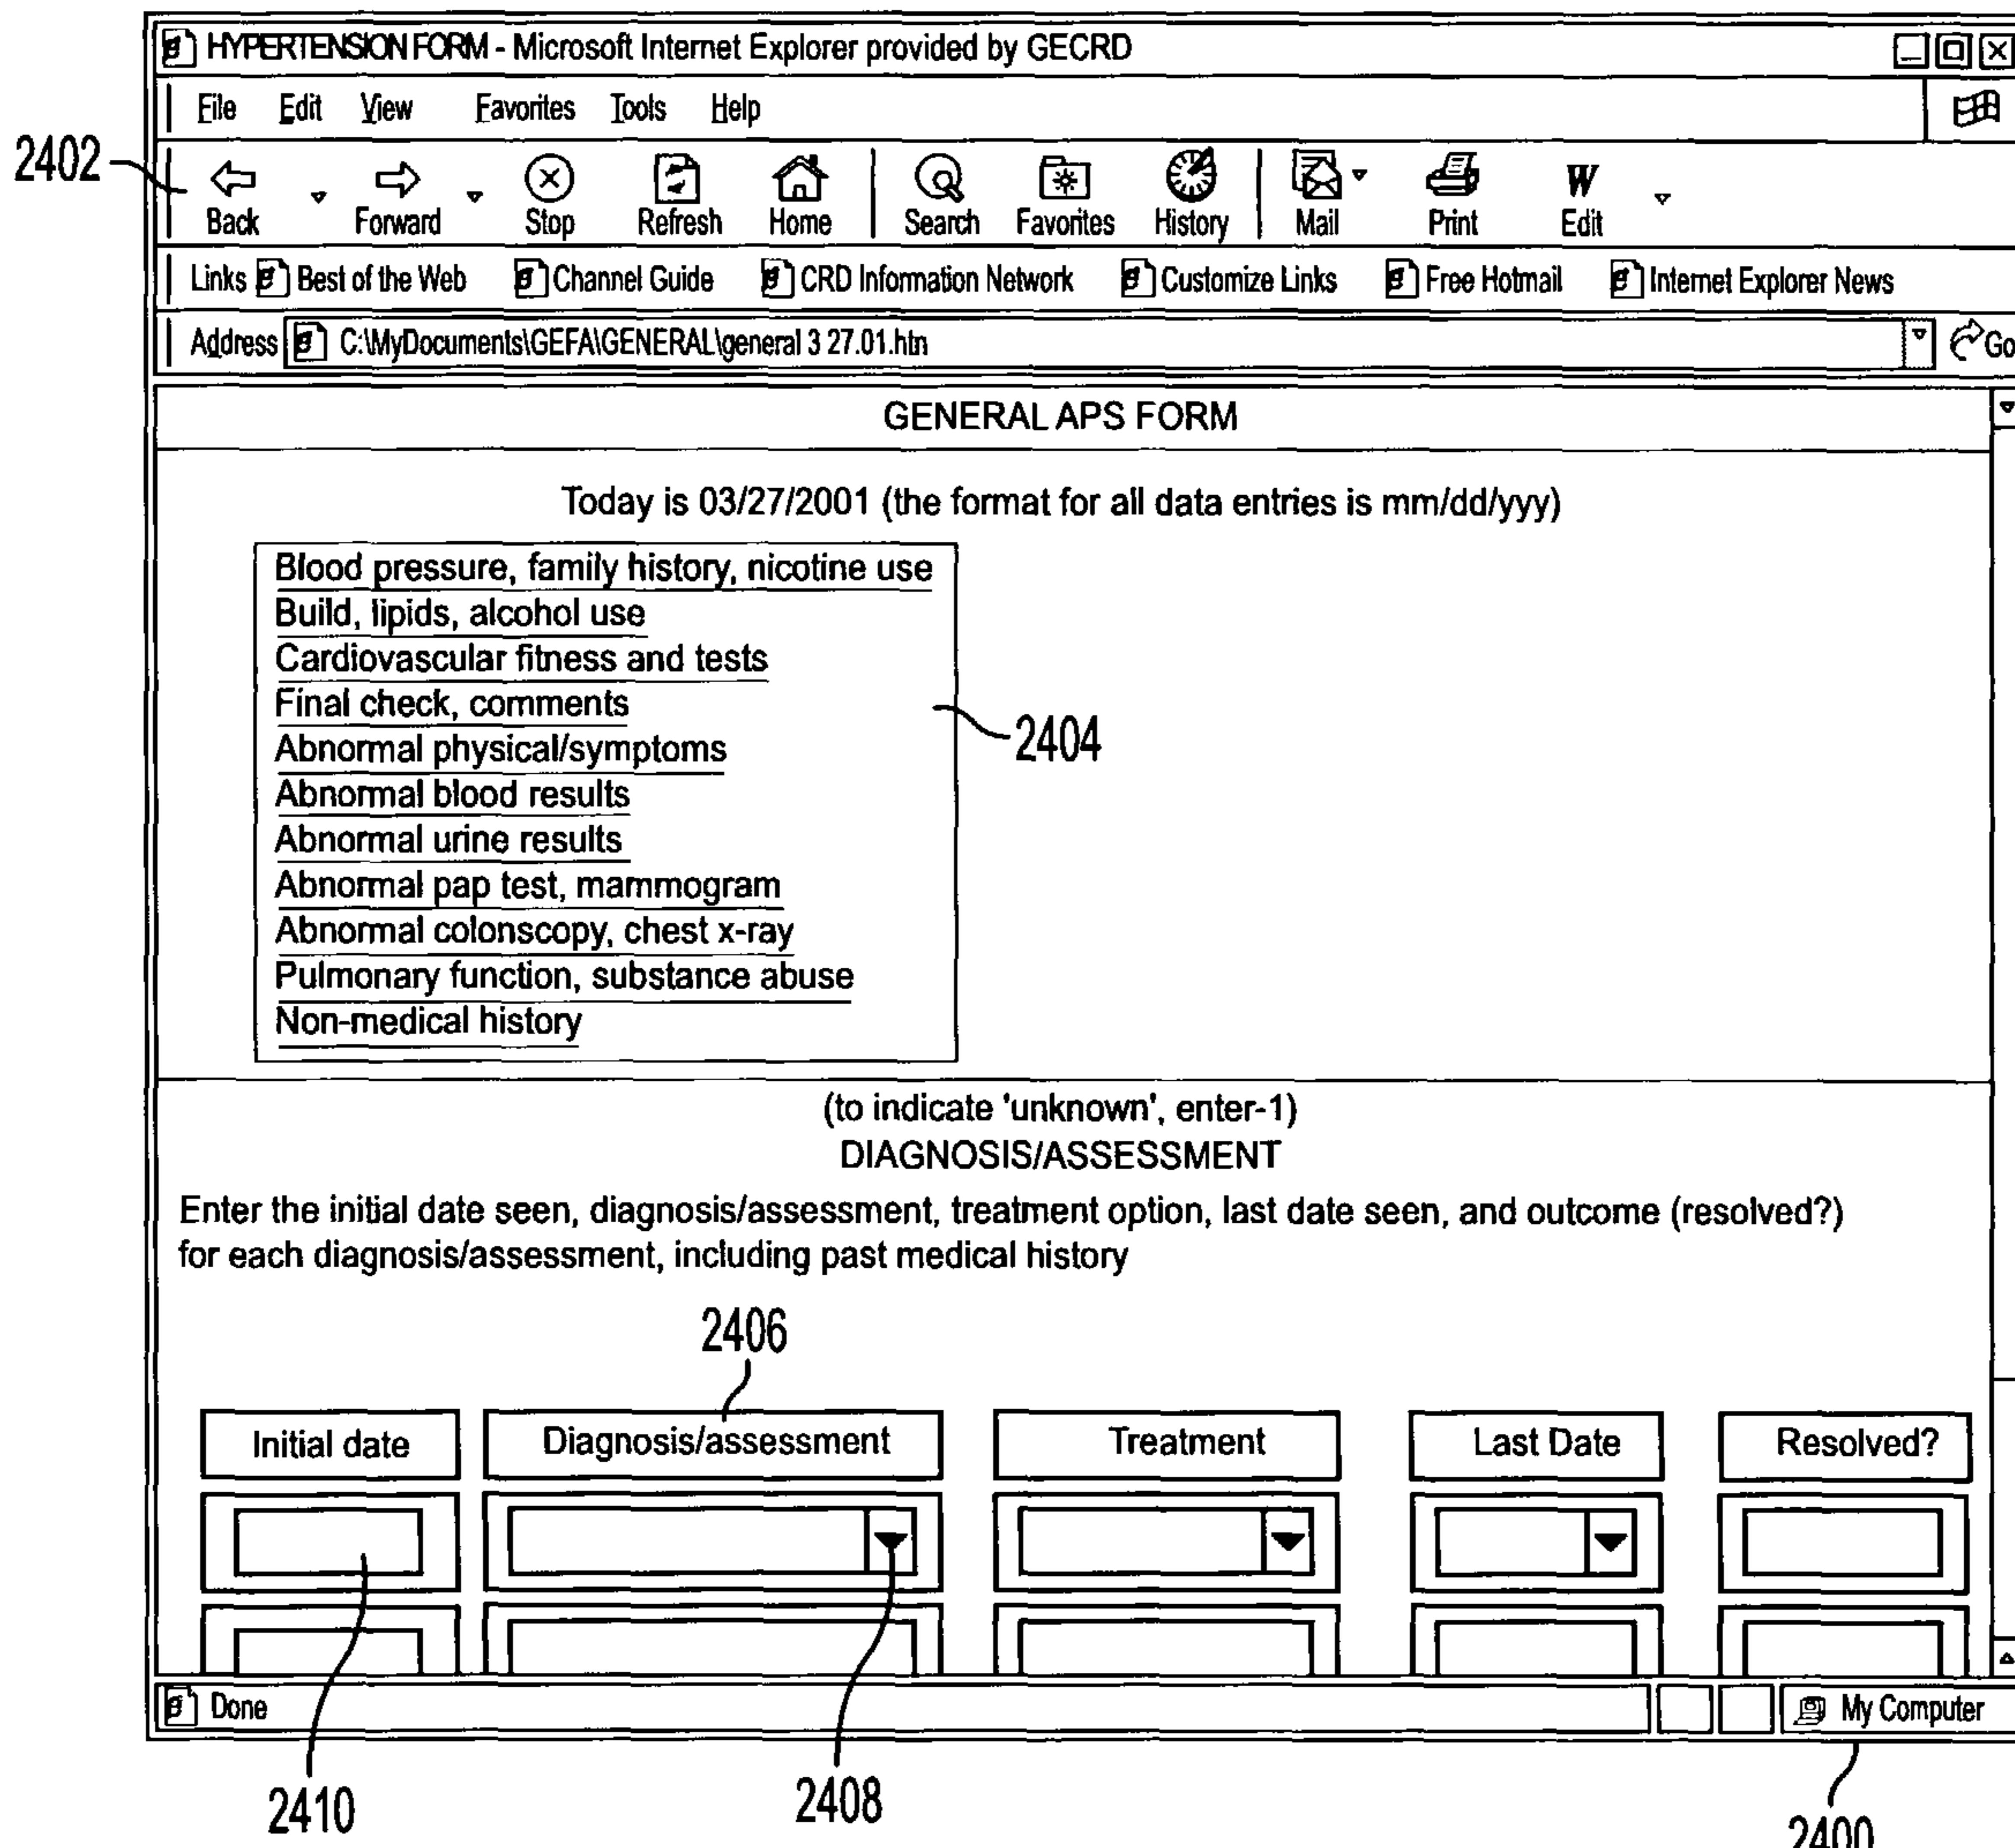 HYPERTENSION FORM - Microsoft Internet Explorer provided by GECRD
File Edit View Favorites Tools Help
2402
Back Forward Stop Refresh Home Search Favorites History Mail Print Edit
W
Links Best of the Web Channel Guide CRD Information Network Customize Links Free Hotmail Internet Explorer News
Address C:\MyDocuments\GEFA\GENERAL\general 3 27.01.htn Go
GENERAL APS FORM
Today is 03/27/2001 (the format for all data entries is mm/dd/yyy)
Blood pressure, family history, nicotine use
Build, lipids, alcohol use
Cardiovascular fitness and tests
Final check, comments
2404
Abnormal physical/symptoms
Abnormal blood results
Abnormal urine results
Abnormal pap test, mammogram
Abnormal colonscopy, chest x-ray
Pulmonary function, substance abuse
Non-medical history
(to indicate 'unknown', enter-1)
DIAGNOSIS/ASSESSMENT
Enter the initial date seen, diagnosis/assessment, treatment option, last date seen, and outcome (resolved?)
for each diagnosis/assessment, including past medical history
2406
Initial date Diagnosis/assessment Treatment Last Date Resolved?
Done My Computer
2410 2408 2400